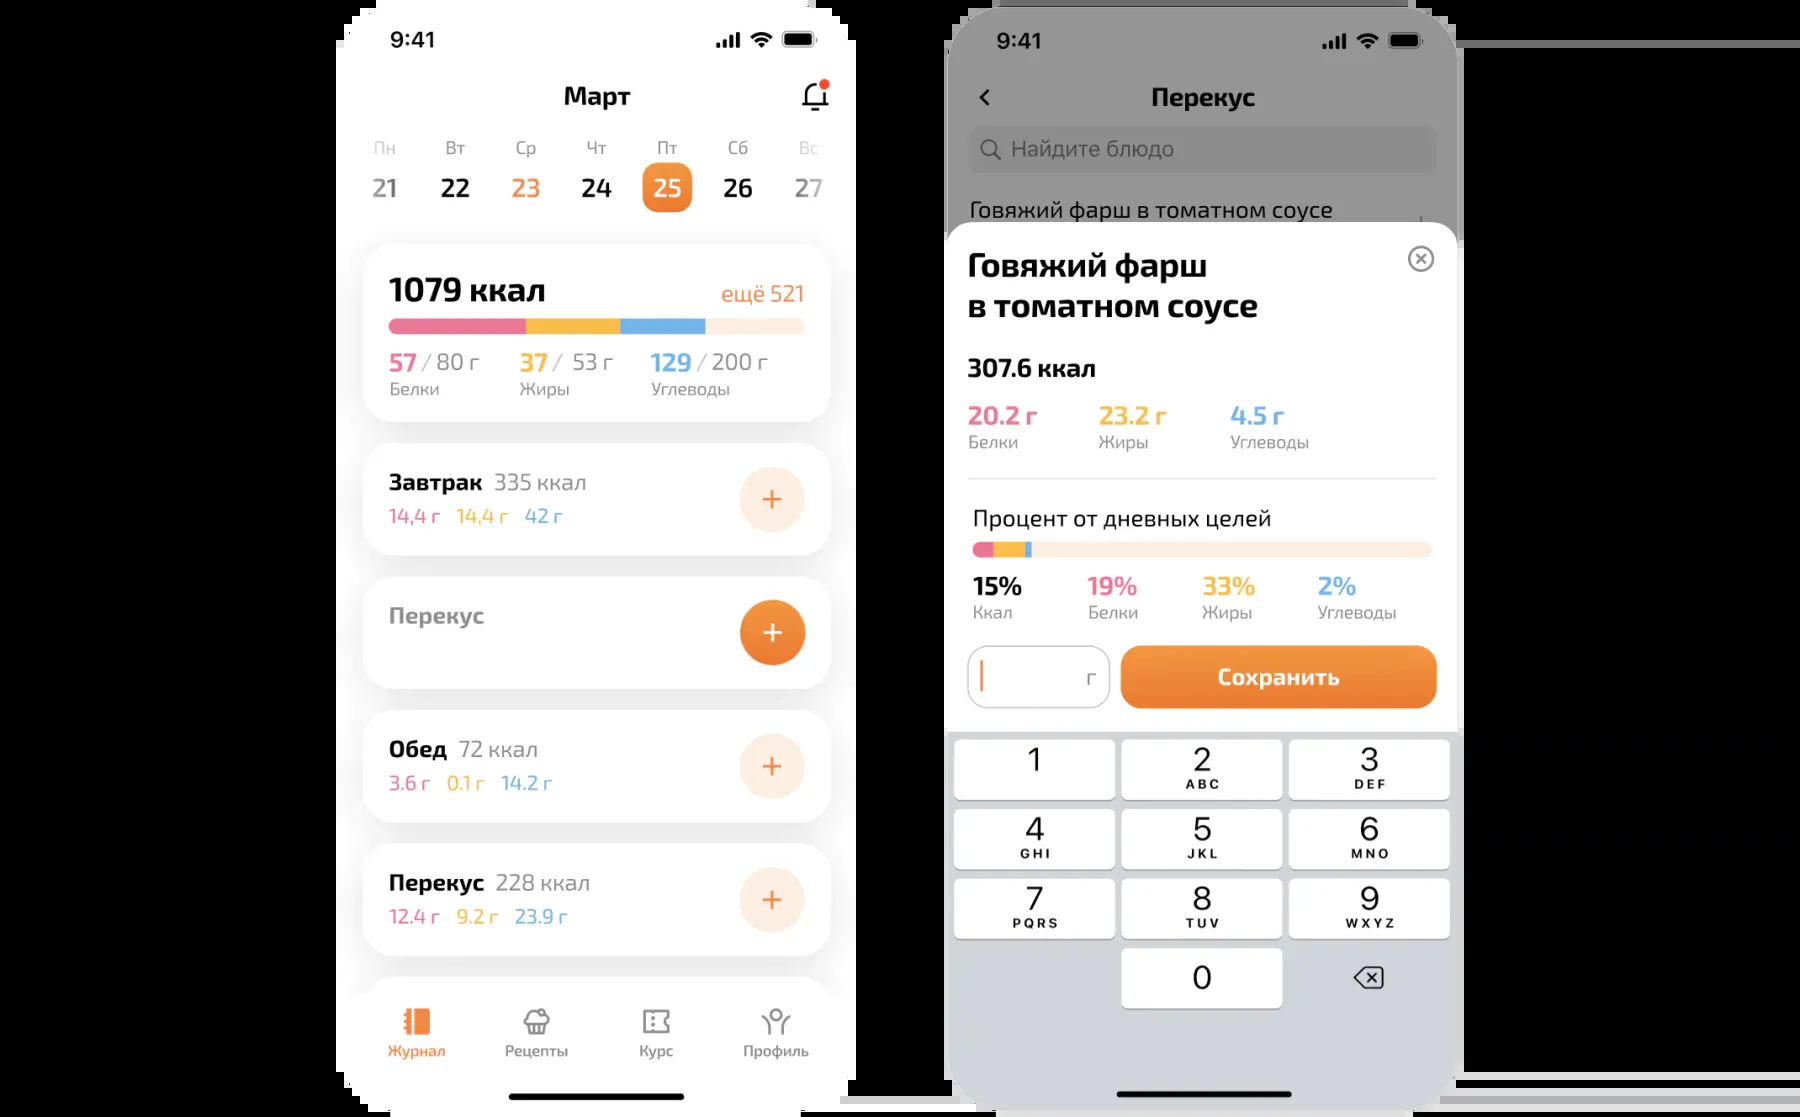 9:41
Март
Пн Вт Ср Чт Пт Сб Вс
21 22 23 24 25 26 27
1079 ккал ещё 521
57 / 80 г 37 / 53 г 129 / 200 г
Белки Жиры Углеводы
Завтрак 335 ккал
14,4 г 14,4 г 42 г
Перекус
Обед 72 ккал
3.6 г 0.1 г 14.2 г
Перекус 228 ккал
12.4 г 9.2 г 23.9 г
Журнал Рецепты Курс Профиль
9:41
Перекус
Найдите блюдо
Говяжий фарш в томатном соусе
Говяжий фарш
в томатном соусе
307.6 ккал
20.2 г 23.2 г 4.5 г
Белки Жиры Углеводы
Процент от дневных целей
15% 19% 33% 2%
Ккал Белки Жиры Углеводы
г Сохранить
1 2 3
ABC DEF
4 5 6
GHI JKL MNO
7 8 9
PQRS TUV WXYZ
0